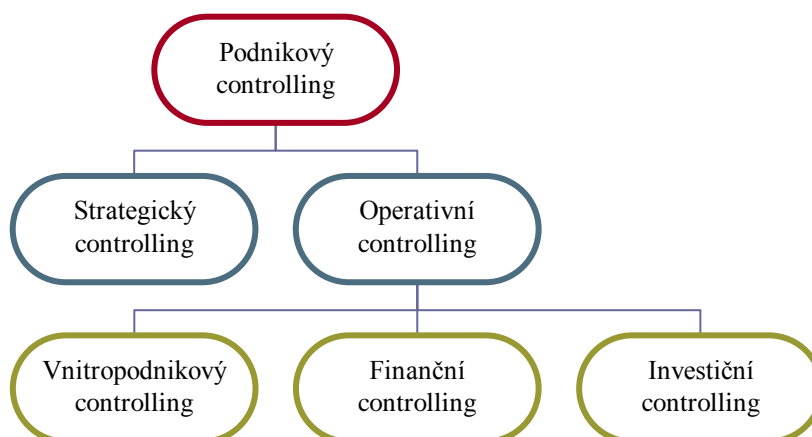 Podnikový
controlling
Strategický
controlling
Operativní
controlling
Vnitropodnikový
controlling
Finanční
controlling
Investiční
controlling